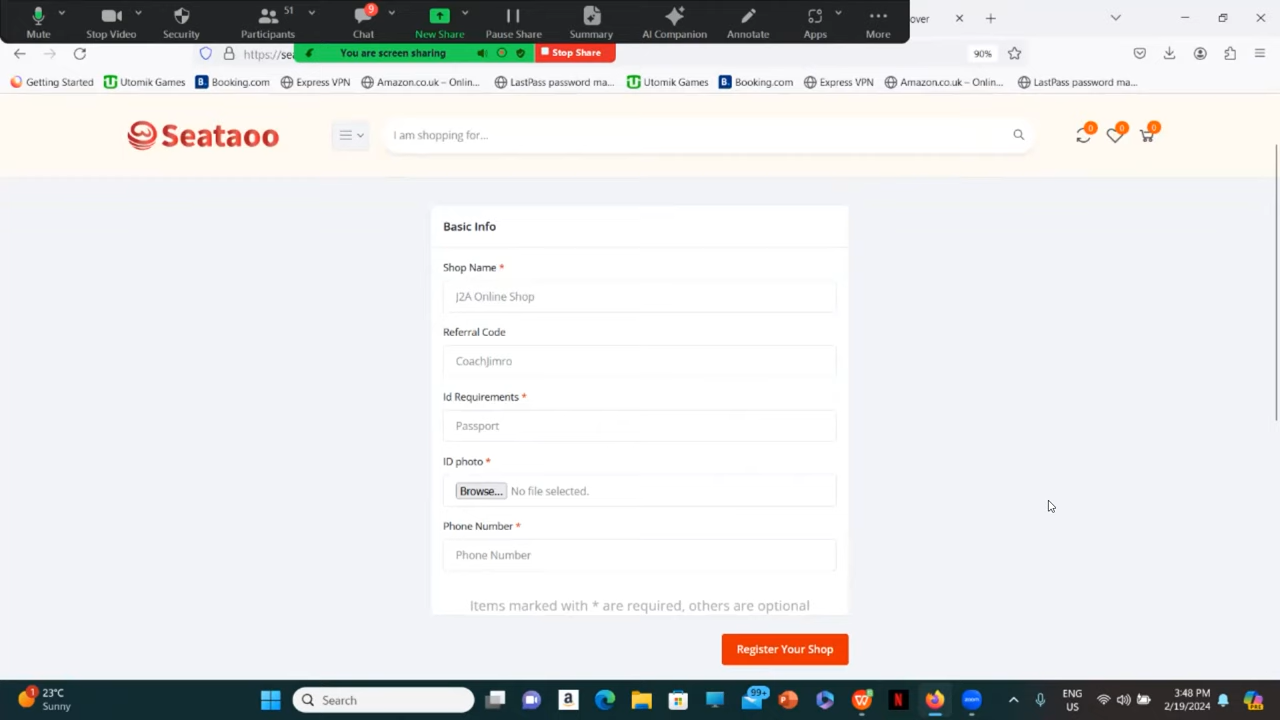 51
9
Mute
Stop Video
Security
Participants
Chat
New Share
Pause Share
Summary
AI Companion
Annotate
Apps
More
over
https://sea
You are screen sharing
Stop Share
90%
Getting Started
Utomik Games
Booking.com
Express VPN
Amazon.co.uk – Onlin...
LastPass password ma...
Utomik Games
Booking.com
Express VPN
Amazon.co.uk – Onlin...
LastPass password ma...
Seataoo
I am shopping for...
0
0
0
Basic Info
Shop Name *
J2A Online Shop
Referral Code
CoachJimro
Id Requirements *
Passport
ID photo *
Browse... No file selected.
Phone Number *
Phone Number
Items marked with * are required, others are optional
Register Your Shop
1
23°C
Sunny
Search
99+
ENG
US
3:48 PM
2/19/2024